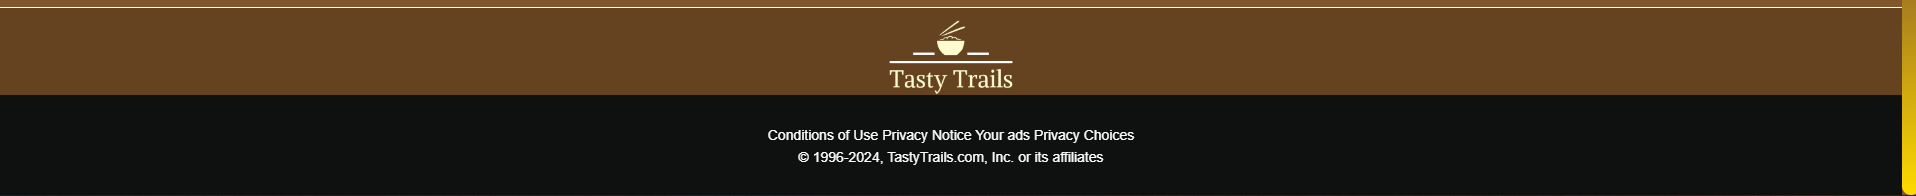 Tasty Trails
Conditions of Use Privacy Notice Your ads Privacy Choices
© 1996-2024, TastyTrails.com, Inc. or its affiliates